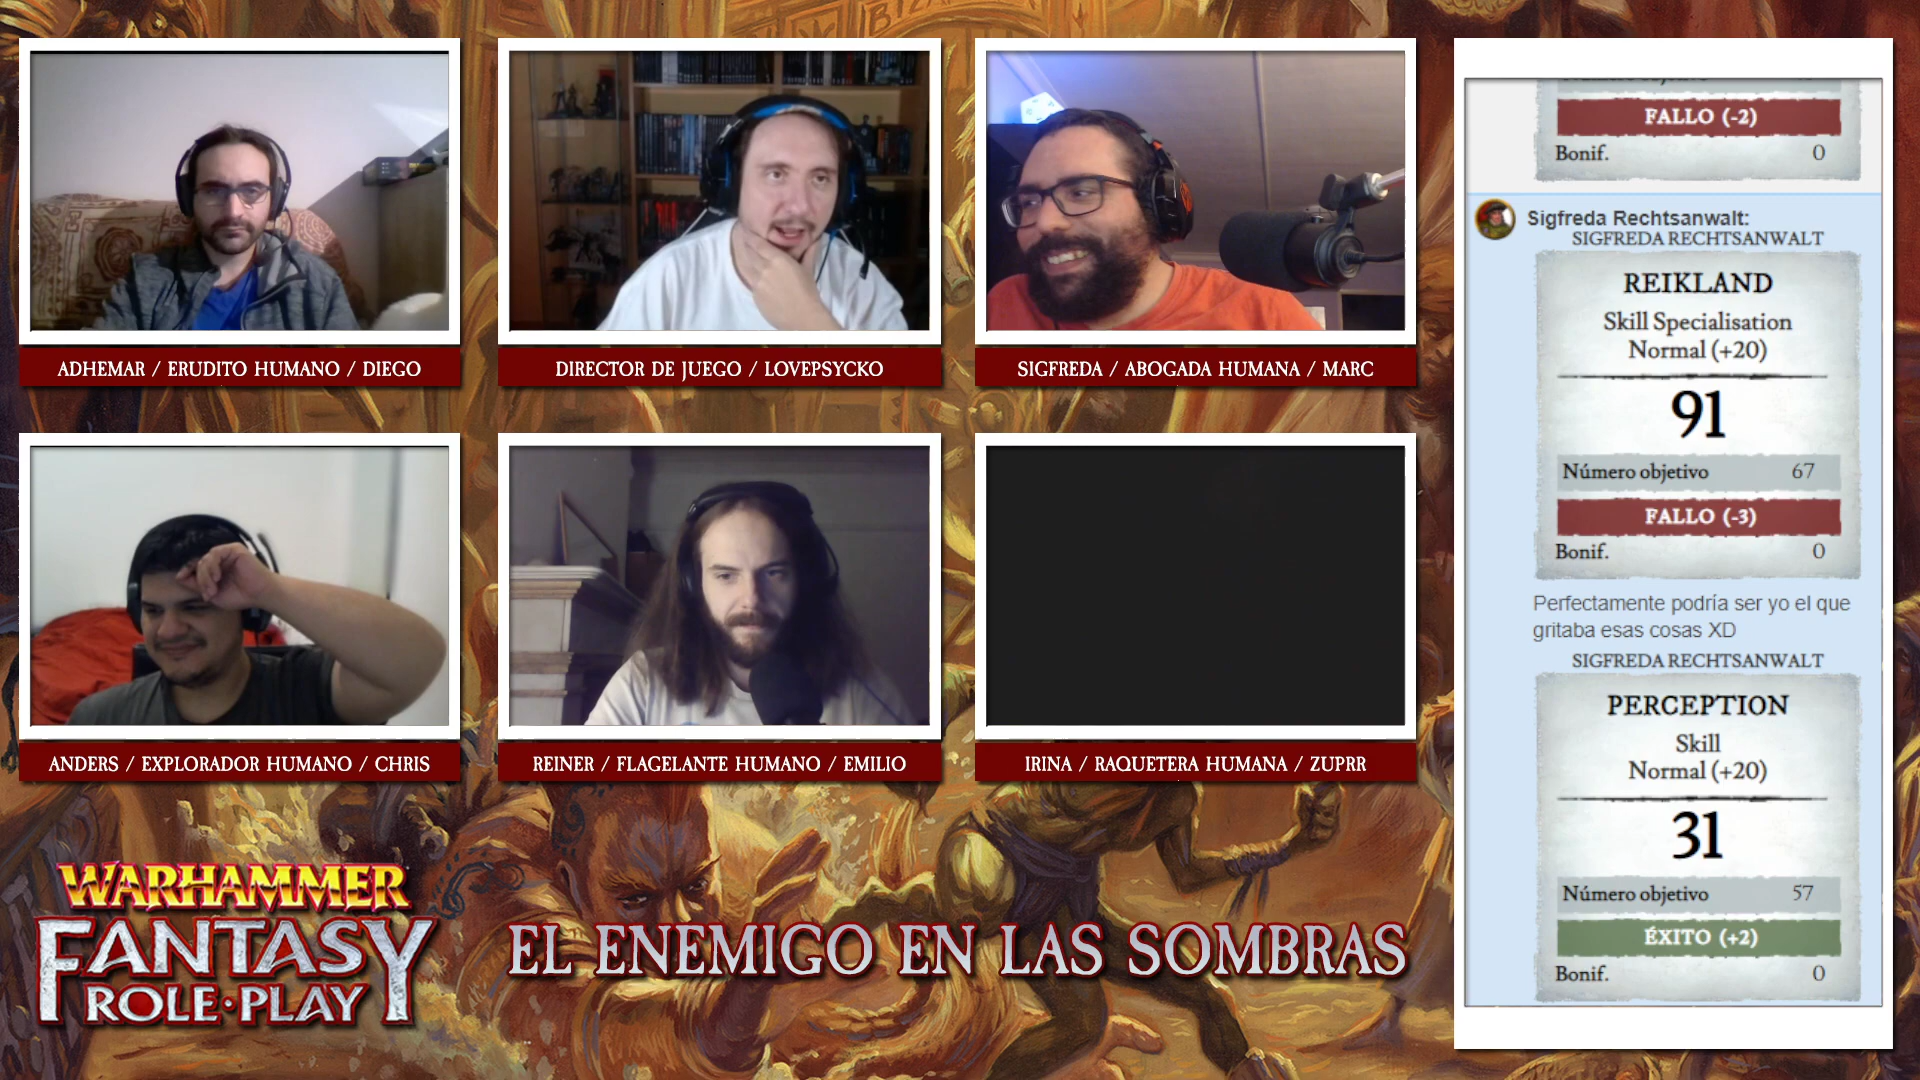 ADHEMAR / ERUDITO HUMANO / DIEGO
DIRECTOR DE JUEGO / LOVEPSYCKO
SIGFREDA / ABOGADA HUMANA / MARC
ANDERS / EXPLORADOR HUMANO / CHRIS
REINER / FLAGELANTE HUMANO / EMILIO
IRINA / RAQUETERA HUMANA / ZUPRR
WARHAMMER
FANTASY
ROLE·PLAY
EL ENEMIGO EN LAS SOMBRAS
FALLO (-2)
Bonif. 0
Sigfreda Rechtsanwalt:
SIGFREDA RECHTSANWALT
REIKLAND
Skill Specialisation
Normal (+20)
91
Número objetivo 67
FALLO (-3)
Bonif. 0
Perfectamente podría ser yo el que
gritaba esas cosas XD
SIGFREDA RECHTSANWALT
PERCEPTION
Skill
Normal (+20)
31
Número objetivo 57
ÉXITO (+2)
Bonif. 0